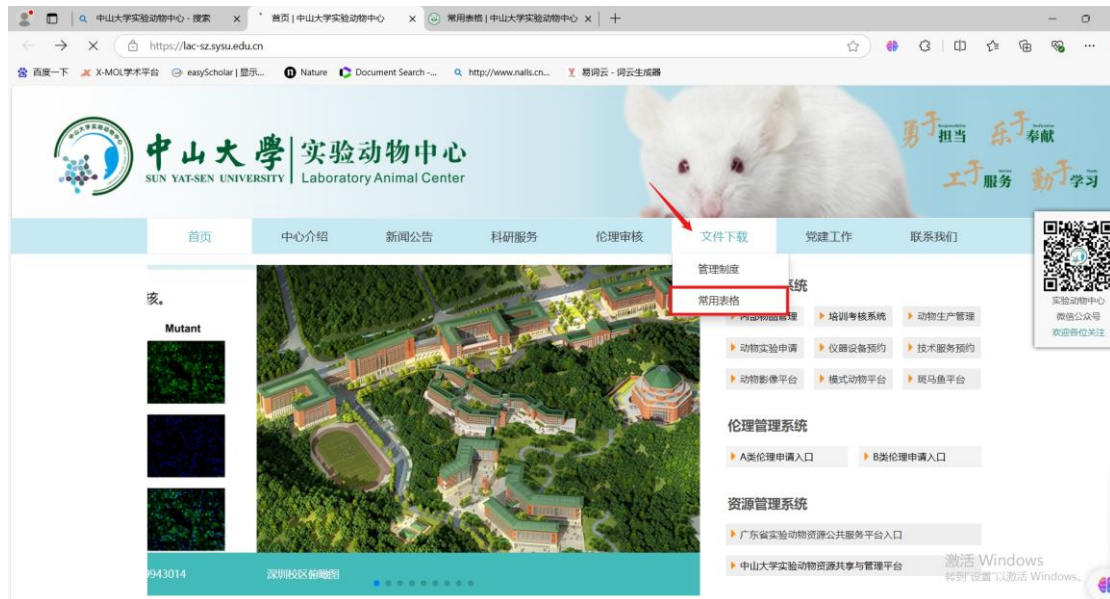 中山大学实验动物中心 - 搜索
首页 | 中山大学实验动物中心
常用表格 | 中山大学实验动物中心
https://lac-sz.sysu.edu.cn
百度一下
X-MOL学术平台
easyScholar | 显示...
Nature
Document Search -...
http://www.nalls.cn...
易词云 - 词云生成器
中山大學
实验动物中心
SUN YAT-SEN UNIVERSITY
Laboratory Animal Center
勇于担当
乐于奉献
工于服务
勤于学习
首页
中心介绍
新闻公告
科研服务
伦理审核
文件下载
党建工作
联系我们
管理制度
常用表格
核。
Mutant
系统
内部物品管理
培训考核系统
动物生产管理
动物实验申请
仪器设备预约
技术服务预约
动物影像平台
模式动物平台
斑马鱼平台
伦理管理系统
A类伦理申请入口
B类伦理申请入口
资源管理系统
广东省实验动物资源公共服务平台入口
中山大学实验动物资源共享与管理平台
实验动物中心
微信公众号
欢迎各位关注
9943014
深圳校区俯瞰图
激活 Windows
转到"设置"以激活 Windows。